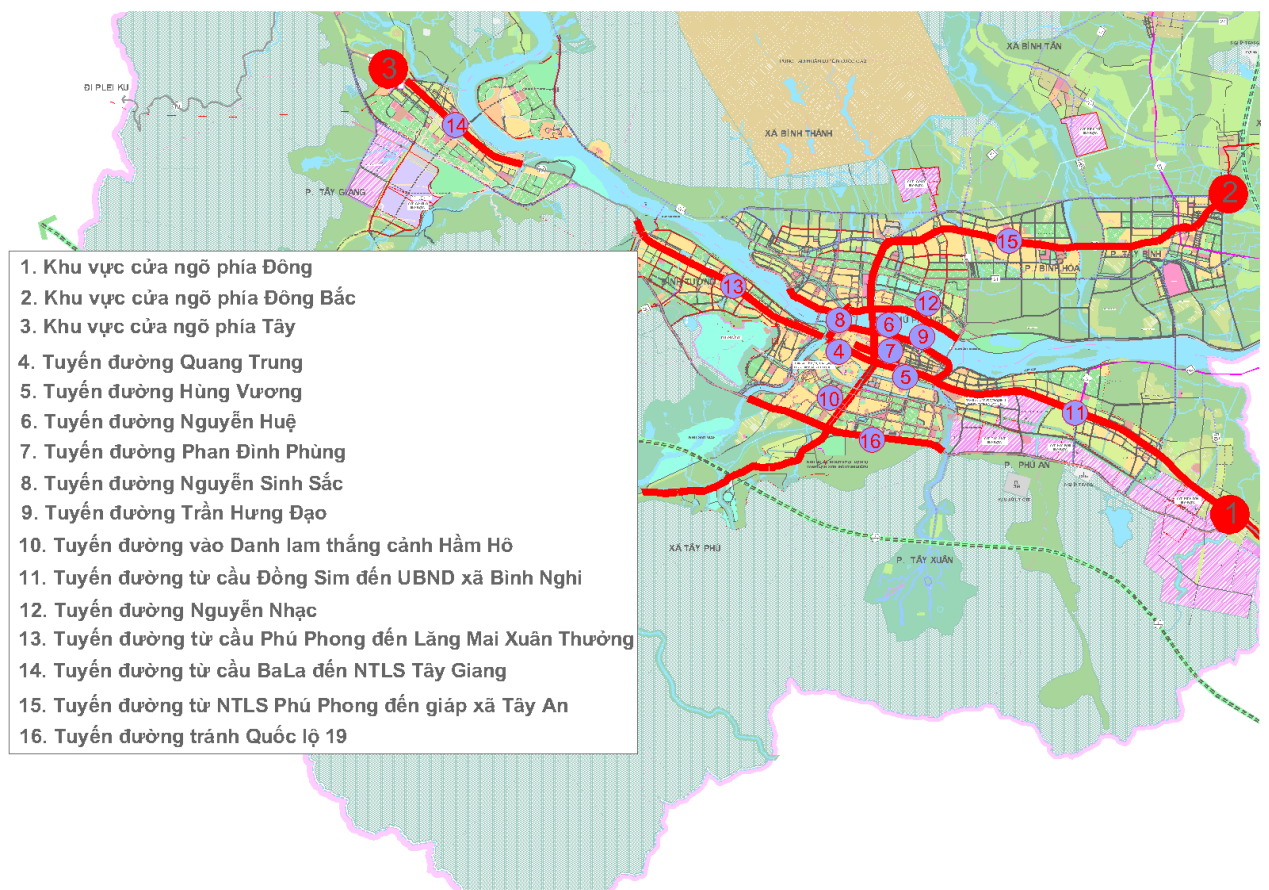 3
ĐI PLEI KU
14
P. TÂY GIANG
XÃ BÌNH TÂN
XÃ BÌNH THÀNH
2
15
P. BÌNH HÒA
P. TÂY BÌNH
13
12
8
6
9
4
7
5
10
11
16
P. PHÚ AN
1
XÃ TÂY PHÚ
P. TÂY XUÂN
1. Khu vực cửa ngõ phía Đông
2. Khu vực cửa ngõ phía Đông Bắc
3. Khu vực cửa ngõ phía Tây
4. Tuyến đường Quang Trung
5. Tuyến đường Hùng Vương
6. Tuyến đường Nguyễn Huệ
7. Tuyến đường Phan Đình Phùng
8. Tuyến đường Nguyễn Sinh Sắc
9. Tuyến đường Trần Hưng Đạo
10. Tuyến đường vào Danh lam thắng cảnh Hầm Hô
11. Tuyến đường từ cầu Đồng Sim đến UBND xã Bình Nghi
12. Tuyến đường Nguyễn Nhạc
13. Tuyến đường từ cầu Phú Phong đến Lăng Mai Xuân Thưởng
14. Tuyến đường từ cầu BaLa đến NTLS Tây Giang
15. Tuyến đường từ NTLS Phú Phong đến giáp xã Tây An
16. Tuyến đường tránh Quốc lộ 19